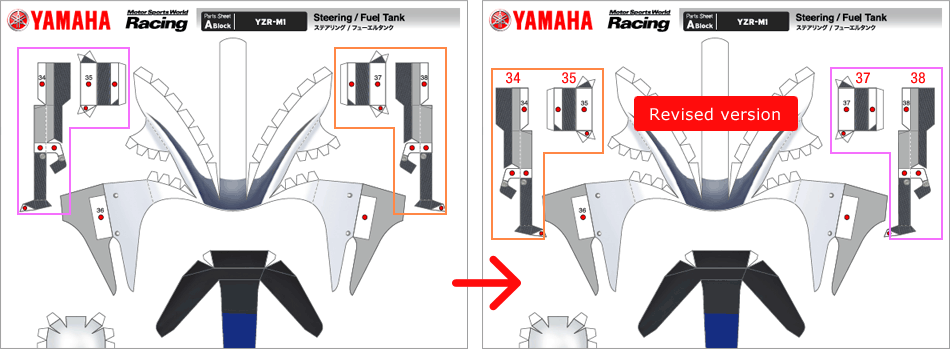 YAMAHA
Motor Sports World
Racing
Parts Sheet
A Block
YZR-M1
Steering / Fuel Tank
ステアリング / フューエルタンク
34
35
37
38
36
YAMAHA
Motor Sports World
Racing
Parts Sheet
A Block
YZR-M1
Steering / Fuel Tank
ステアリング / フューエルタンク
34
35
37
38
Revised version
34
35
37
38
36